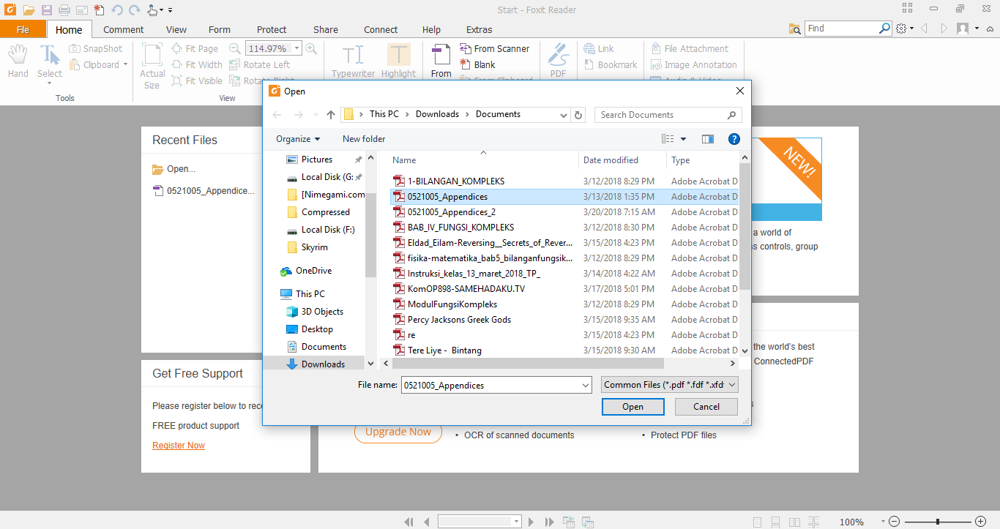 Start - Foxit Reader
File Home Comment View Form Protect Share Connect Help Extras Find
Hand Select SnapShot Clipboard Tools
Actual Size Fit Page Fit Width Fit Visible 114.97% Rotate Left Rotate Right View
Typewriter Highlight From From Scanner Blank From Clipboard
PDF Link Bookmark File Attachment Image Annotation Audio & Video
Recent Files
Open...
0521005_Appendice...
Get Free Support
Please register below to rece
FREE product support
Register Now
Open
This PC > Downloads > Documents
Search Documents
Organize New folder
Pictures
Local Disk (G:
[Nimegami.com
Compressed
Local Disk (F:)
Skyrim
OneDrive
This PC
3D Objects
Desktop
Documents
Downloads
Name Date modified Type
1-BILANGAN_KOMPLEKS 3/12/2018 8:29 PM Adobe Acrobat D
0521005_Appendices 3/13/2018 1:35 PM Adobe Acrobat D
0521005_Appendices_2 3/20/2018 7:15 AM Adobe Acrobat D
BAB_IV_FUNGSI_KOMPLEKS 3/12/2018 8:30 PM Adobe Acrobat D
Eldad_Eilam-Reversing__Secrets_of_Rever... 3/15/2018 4:23 PM Adobe Acrobat D
fisika-matematika_bab5_bilanganfungsik... 3/12/2018 8:29 PM Adobe Acrobat D
Instruksi_kelas_13_maret_2018_TP_ 3/14/2018 4:22 AM Adobe Acrobat D
KomOP898-SAMEHADAKU.TV 3/17/2018 5:01 PM Adobe Acrobat D
ModulFungsiKompleks 3/12/2018 8:29 PM Adobe Acrobat D
Percy Jacksons Greek Gods 3/15/2018 9:35 AM Adobe Acrobat D
re 3/15/2018 4:23 PM Adobe Acrobat D
Tere Liye - Bintang 3/15/2018 9:30 AM Adobe Acrobat D
File name: 0521005_Appendices Common Files (*.pdf *.fdf *.xfdf
Open Cancel
NEW!
a world of
ss controls, group
the world's best
ConnectedPDF
Upgrade Now
• OCR of scanned documents
• Protect PDF files
100%